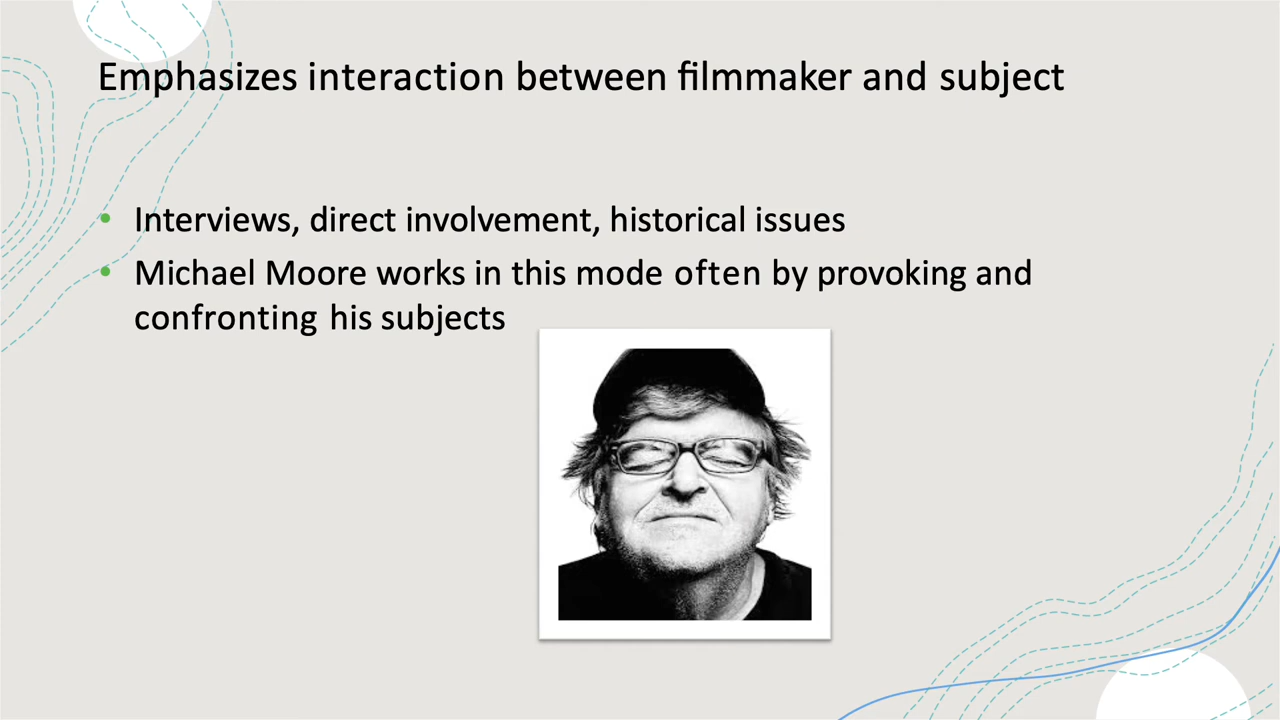 Emphasizes interaction between filmmaker and subject
• Interviews, direct involvement, historical issues
• Michael Moore works in this mode often by provoking and
confronting his subjects